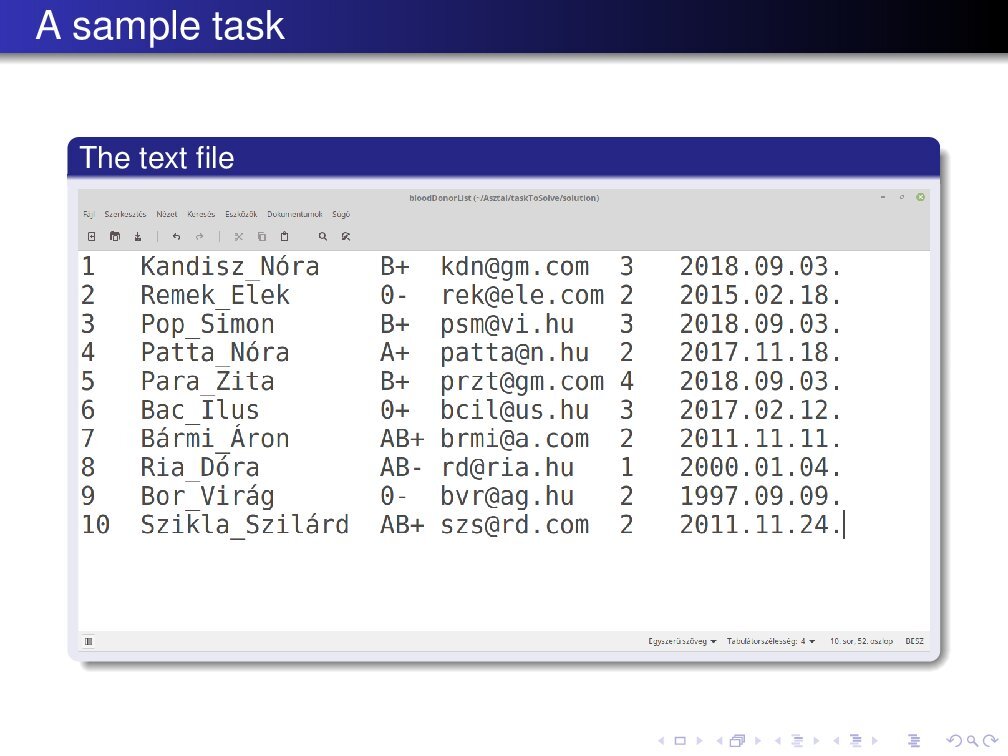 A sample task
The text file
bloodDonorList (~/Asztal/taskToSolve/solution)
Fájl Szerkesztés Nézet Keresés Eszközök Dokumentumok Súgó
1 Kandisz_Nóra B+ kdn@gm.com 3 2018.09.03.
2 Remek_Elek 0- rek@ele.com 2 2015.02.18.
3 Pop_Simon B+ psm@vi.hu 3 2018.09.03.
4 Patta_Nóra A+ patta@n.hu 2 2017.11.18.
5 Para_Zita B+ przt@gm.com 4 2018.09.03.
6 Bac_Ilus 0+ bcil@us.hu 3 2017.02.12.
7 Bármi_Áron AB+ brmi@a.com 2 2011.11.11.
8 Ria_Dóra AB- rd@ria.hu 1 2000.01.04.
9 Bor_Virág 0- bvr@ag.hu 2 1997.09.09.
10 Szikla_Szilárd AB+ szs@rd.com 2 2011.11.24.
Egyszerű szöveg Tabulátorszélesség: 4 10. sor, 52. oszlop BESZ